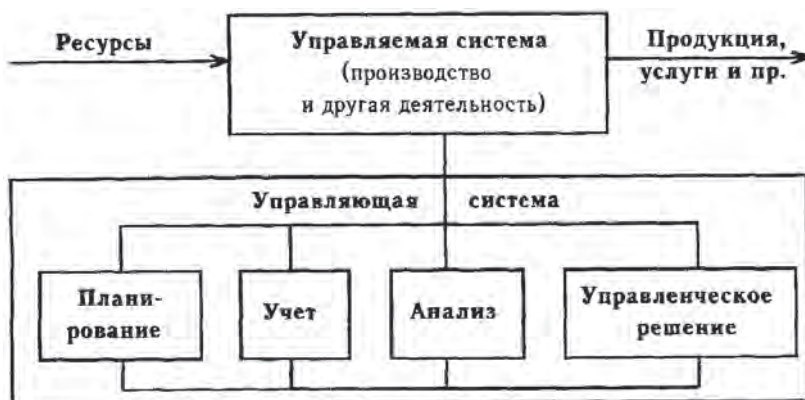 Ресурсы
Управляемая система
(производство
и другая деятельность)
Продукция,
услуги и пр.
Управляющая система
Плани-
рование
Учет
Анализ
Управленческое
решение